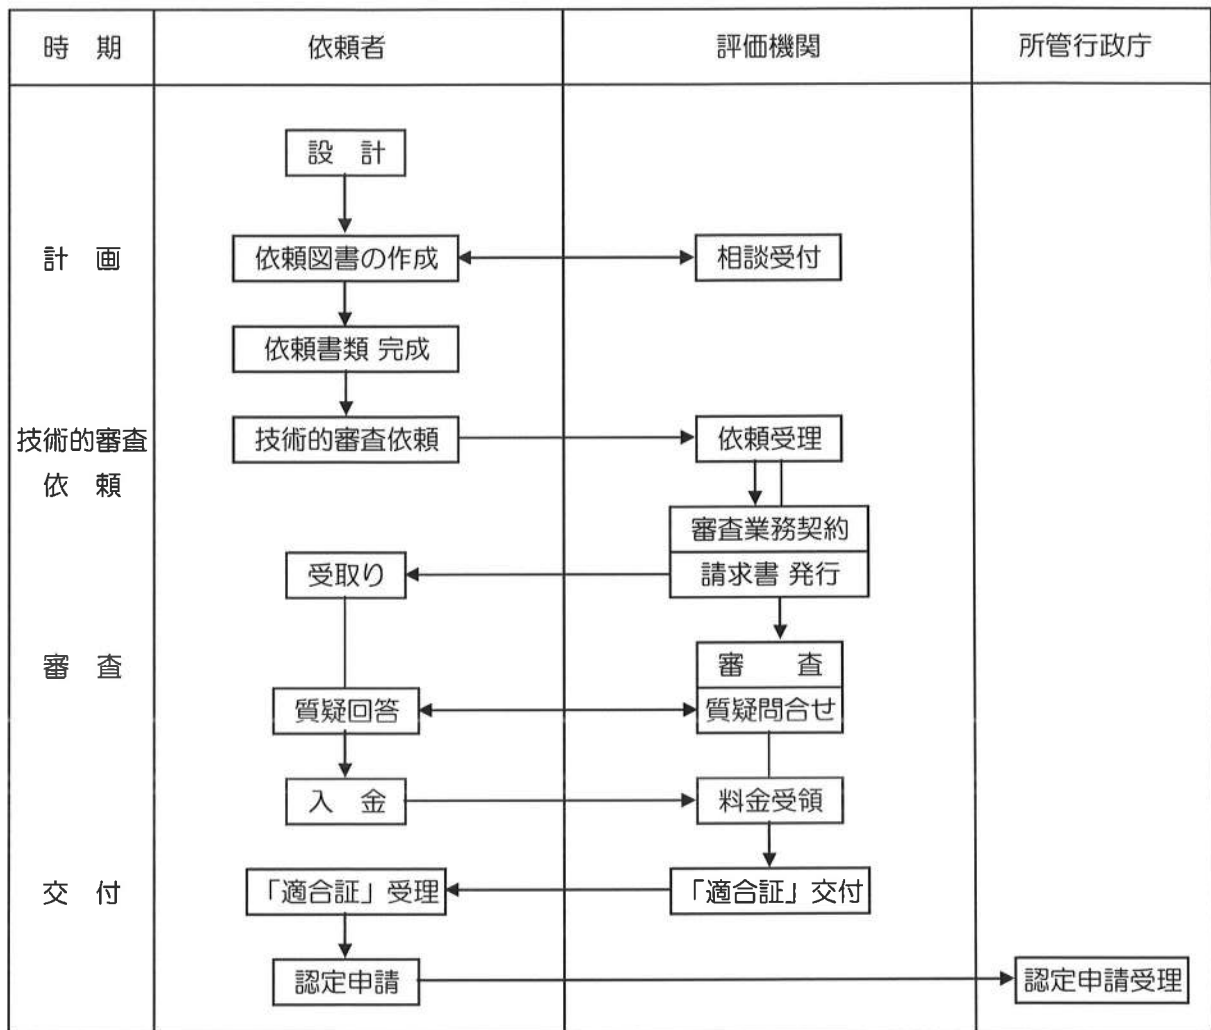 時 期
依頼者
評価機関
所管行政庁
設 計
計 画
依頼図書の作成
相談受付
依頼書類 完成
技術的審査
依 頼
技術的審査依頼
依頼受理
審査業務契約
受取り
請求書 発行
審 査
審 査
質疑回答
質疑問合せ
入 金
料金受領
交 付
「適合証」受理
「適合証」交付
認定申請
認定申請受理